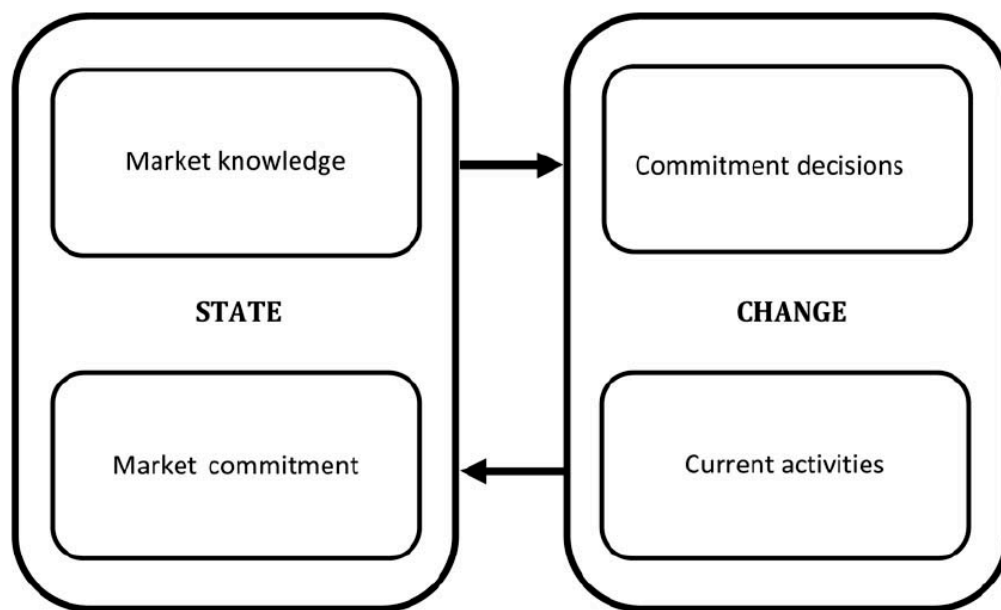 Market knowledge
STATE
Market commitment
Commitment decisions
CHANGE
Current activities